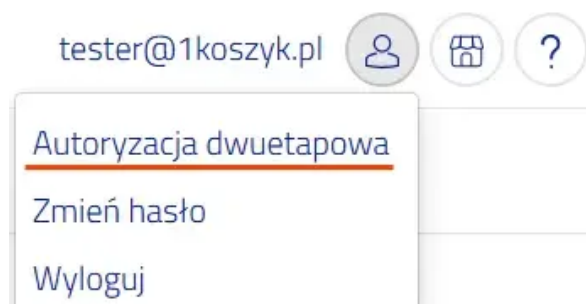 tester@1koszyk.pl ?
Autoryzacja dwuetapowa
Zmień hasło
Wyloguj